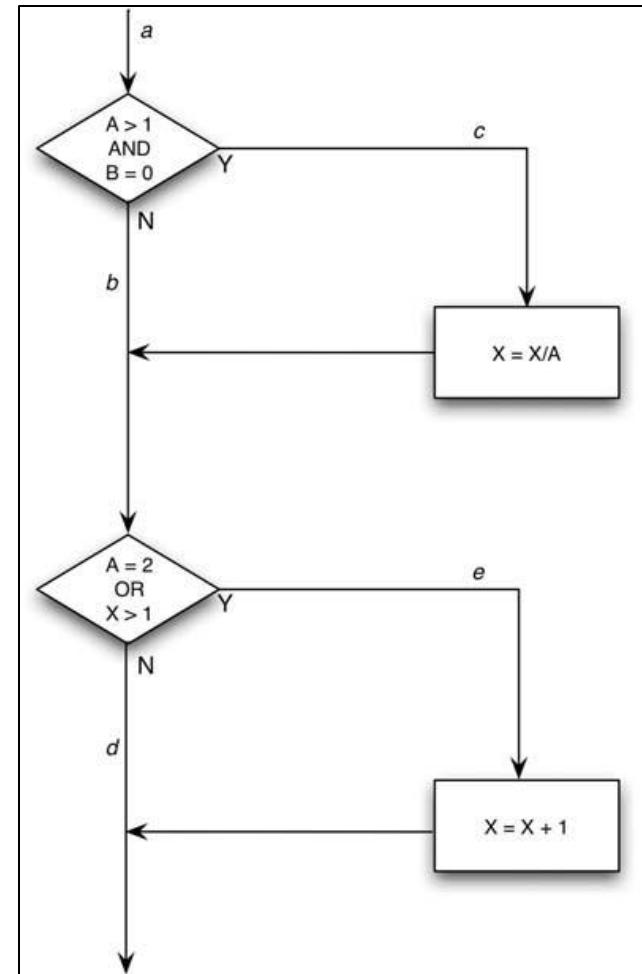 a
A > 1
AND
B = 0
Y
c
N
b
X = X/A
A = 2
OR
X > 1
Y
e
N
d
X = X + 1